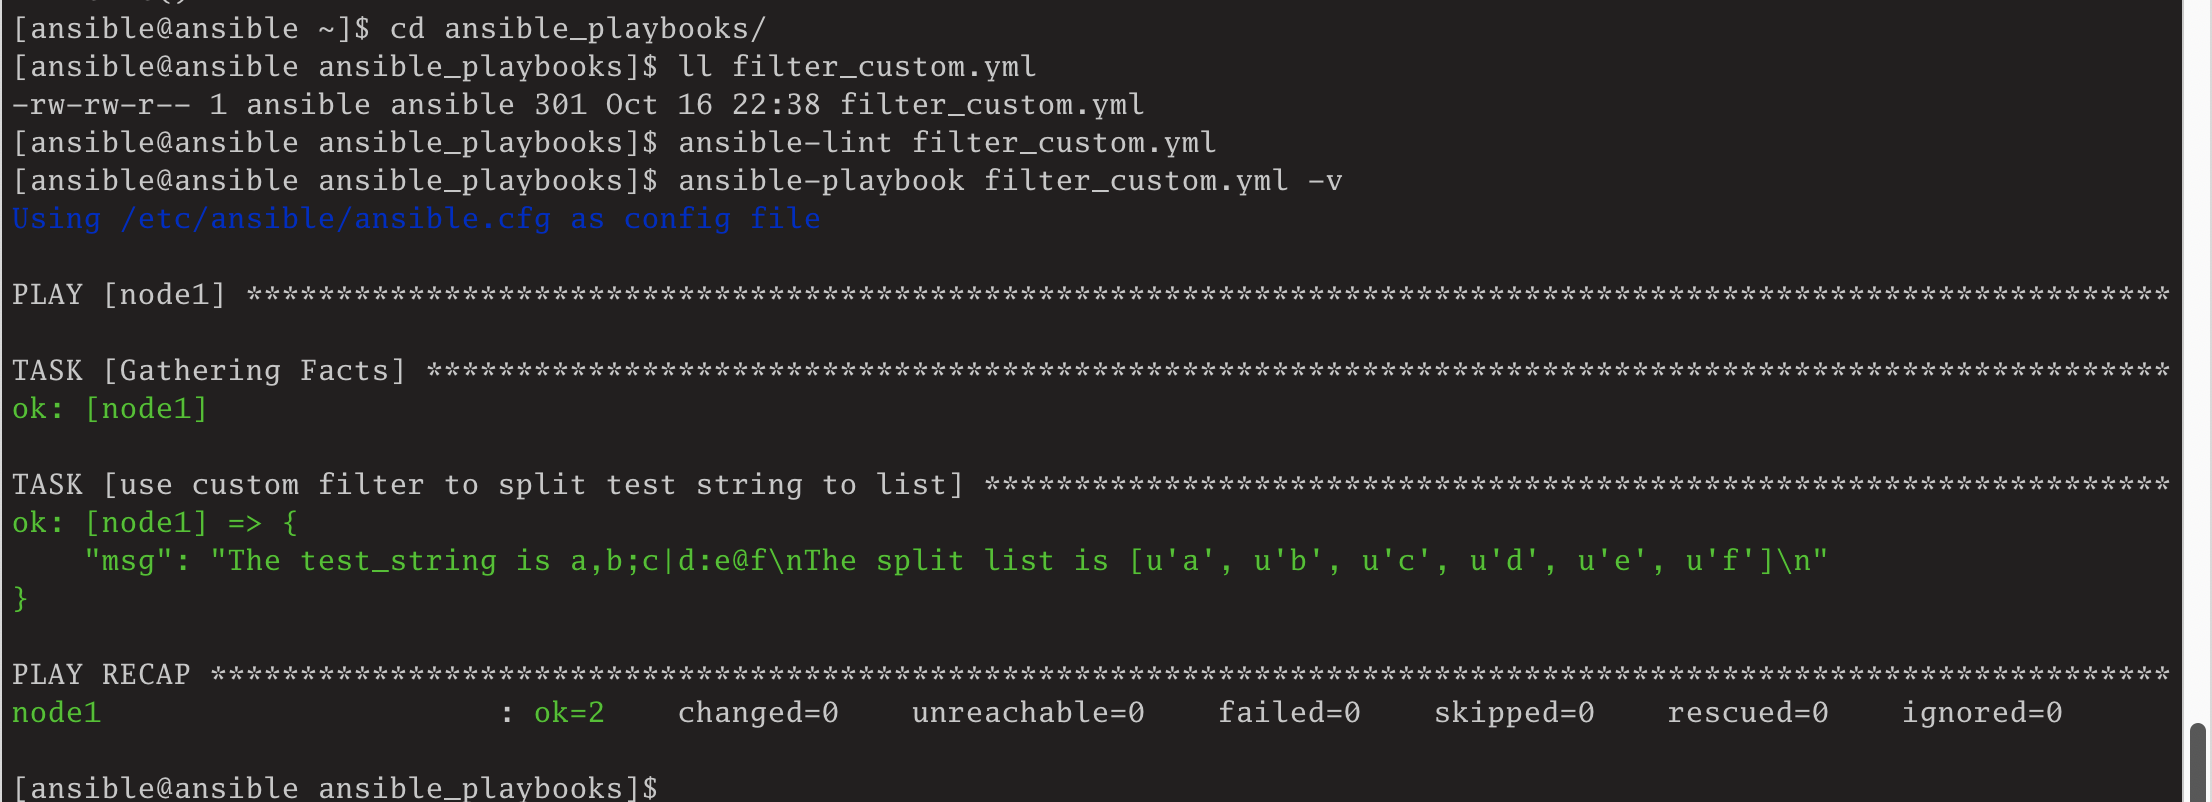 [ansible@ansible ~]$ cd ansible_playbooks/
[ansible@ansible ansible_playbooks]$ ll filter_custom.yml
-rw-rw-r-- 1 ansible ansible 301 Oct 16 22:38 filter_custom.yml
[ansible@ansible ansible_playbooks]$ ansible-lint filter_custom.yml
[ansible@ansible ansible_playbooks]$ ansible-playbook filter_custom.yml -v
Using /etc/ansible/ansible.cfg as config file
PLAY [node1] ***********************************************************************************************************
TASK [Gathering Facts] *************************************************************************************************
ok: [node1]
TASK [use custom filter to split test string to list] ******************************************************************
ok: [node1] => {
    "msg": "The test_string is a,b;c|d:e@f\nThe split list is [u'a', u'b', u'c', u'd', u'e', u'f']\n"
}
PLAY RECAP *************************************************************************************************************
node1                      : ok=2    changed=0    unreachable=0    failed=0    skipped=0    rescued=0    ignored=0
[ansible@ansible ansible_playbooks]$